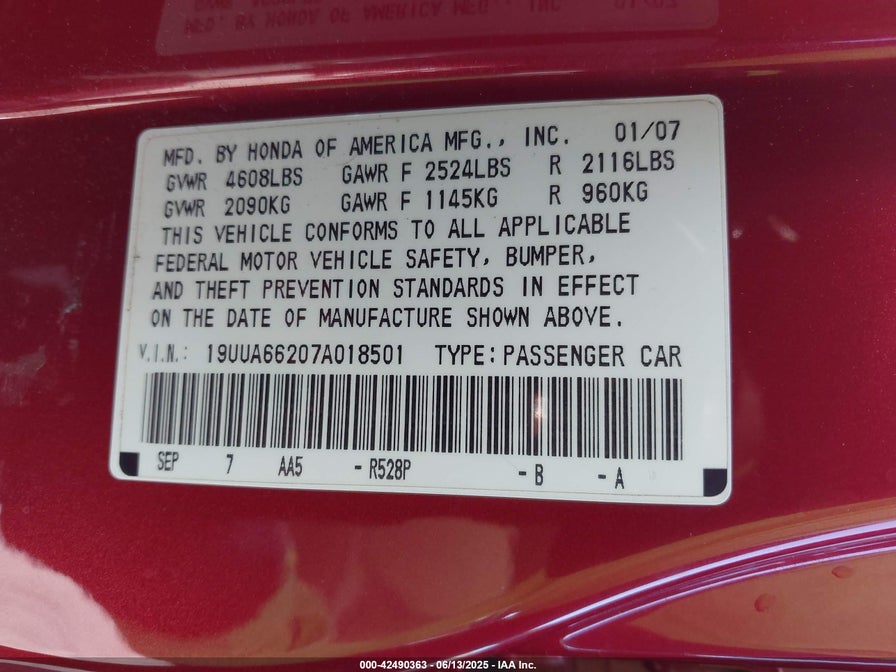 MFD. BY HONDA OF AMERICA MFG., INC. 01/07
GVWR 4608LBS GAWR F 2524LBS R 2116LBS
GVWR 2090KG GAWR F 1145KG R 960KG
THIS VEHICLE CONFORMS TO ALL APPLICABLE
FEDERAL MOTOR VEHICLE SAFETY, BUMPER,
AND THEFT PREVENTION STANDARDS IN EFFECT
ON THE DATE OF MANUFACTURE SHOWN ABOVE.
V.I.N.: 19UUA66207A018501 TYPE: PASSENGER CAR
SEP 7 AA5 - R528P - B - A
000-42490363 - 06/13/2025 - IAA Inc.